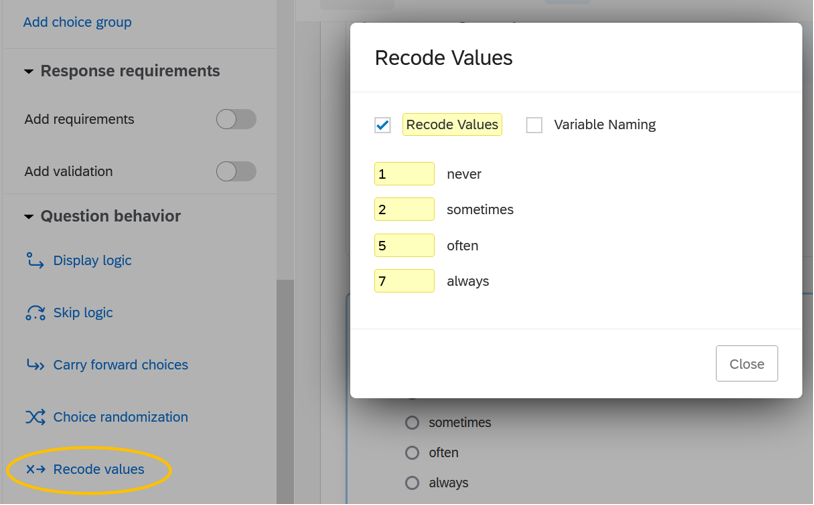 Add choice group
Response requirements
Add requirements
Add validation
Question behavior
Display logic
Skip logic
Carry forward choices
Choice randomization
Recode values
Recode Values
Recode Values Variable Naming
1 never
2 sometimes
5 often
7 always
Close
sometimes
often
always